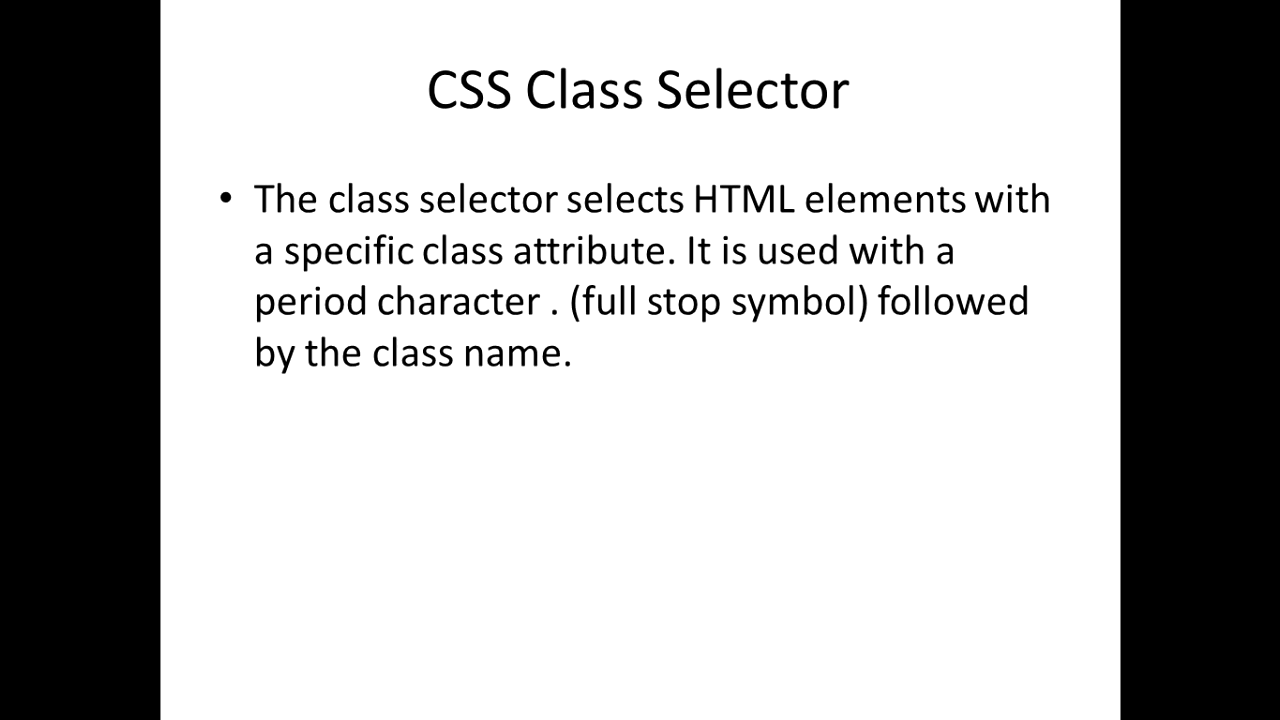 CSS Class Selector
• The class selector selects HTML elements with
a specific class attribute. It is used with a
period character . (full stop symbol) followed
by the class name.